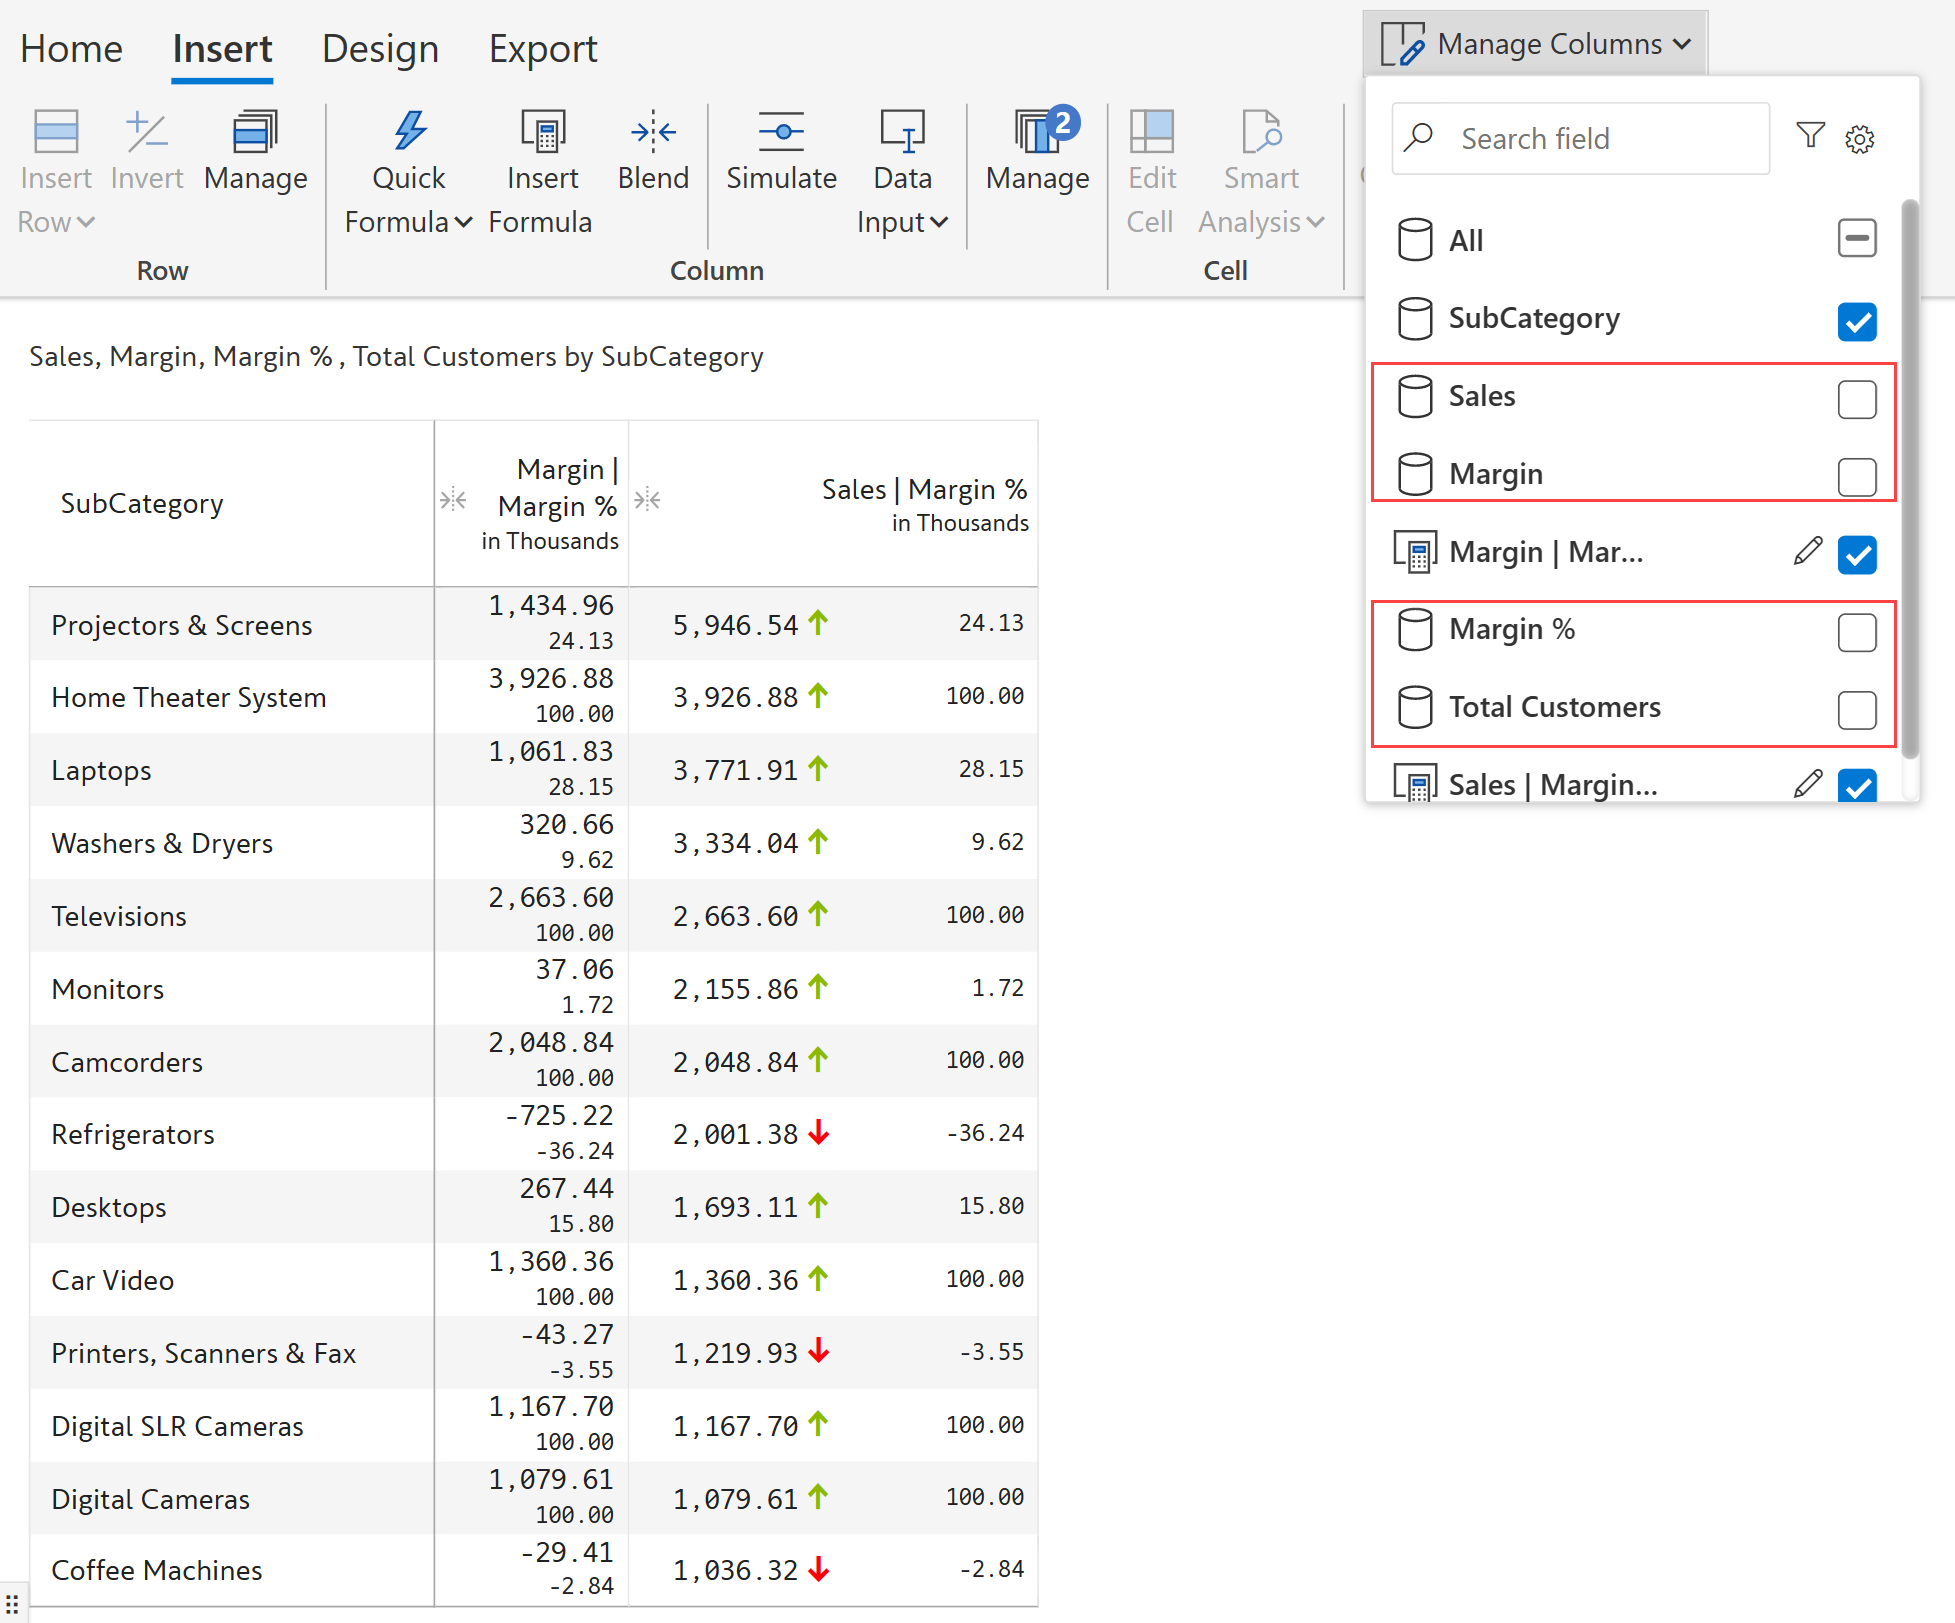 Home Insert Design Export
Manage Columns
Insert Row
Invert
Manage
Row
Quick Formula
Insert Formula
Blend
Simulate
Data Input
Column
2
Manage
Edit Cell
Smart Analysis
Cell
Search field
All
SubCategory
Sales
Margin
Margin | Mar...
Margin %
Total Customers
Sales | Margin...
Sales, Margin, Margin % , Total Customers by SubCategory
SubCategory
Margin |
Margin %
in Thousands
Sales | Margin %
in Thousands
Projectors & Screens 1,434.96 24.13 5,946.54 24.13
Home Theater System 3,926.88 100.00 3,926.88 100.00
Laptops 1,061.83 28.15 3,771.91 28.15
Washers & Dryers 320.66 9.62 3,334.04 9.62
Televisions 2,663.60 100.00 2,663.60 100.00
Monitors 37.06 1.72 2,155.86 1.72
Camcorders 2,048.84 100.00 2,048.84 100.00
Refrigerators -725.22 -36.24 2,001.38 -36.24
Desktops 267.44 15.80 1,693.11 15.80
Car Video 1,360.36 100.00 1,360.36 100.00
Printers, Scanners & Fax -43.27 -3.55 1,219.93 -3.55
Digital SLR Cameras 1,167.70 100.00 1,167.70 100.00
Digital Cameras 1,079.61 100.00 1,079.61 100.00
Coffee Machines -29.41 -2.84 1,036.32 -2.84